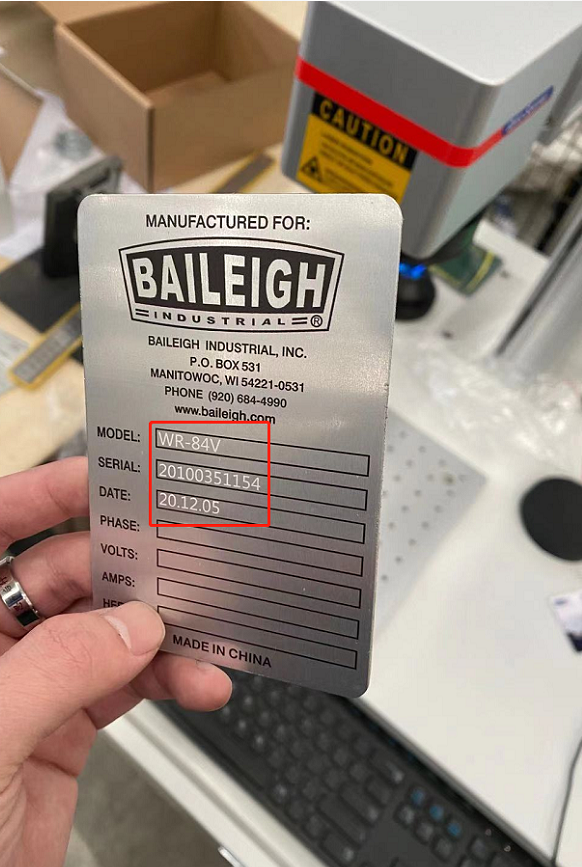 CAUTION
MANUFACTURED FOR:
BAILEIGH
INDUSTRIAL ®
BAILEIGH INDUSTRIAL, INC.
P.O. BOX 531
MANITOWOC, WI 54221-0531
PHONE (920) 684-4990
www.baileigh.com
MODEL: WR-84V
SERIAL: 20100351154
DATE: 20.12.05
PHASE:
VOLTS:
AMPS:
MADE IN CHINA